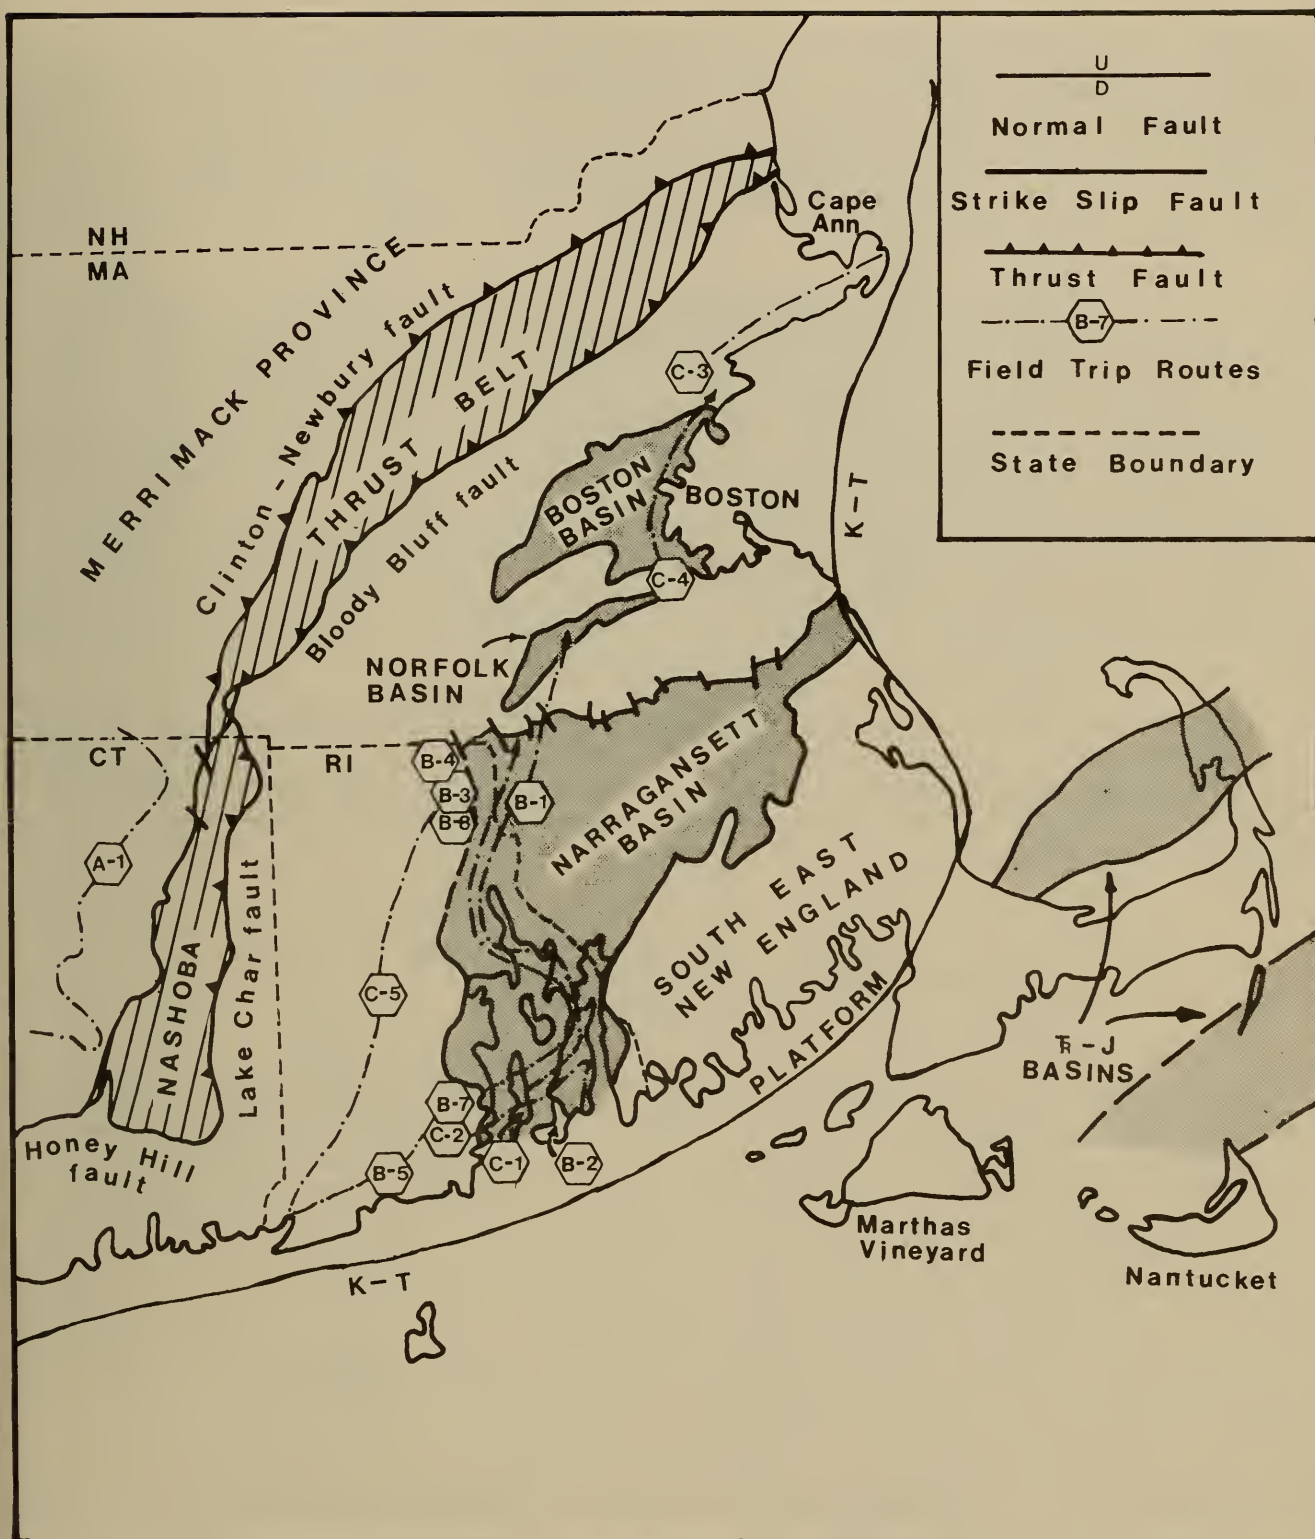 U
D
Normal Fault
Strike Slip Fault
Thrust Fault
B-7
Field Trip Routes
State Boundary
NH
MA
MERRIMACK PROVINCE
Clinton-Newbury fault
THRUST BELT
Bloody Bluff fault
Cape
Ann
C-3
BOSTON
BASIN
BOSTON
K-T
C-4
NORFOLK
BASIN
CT
RI
B-4
B-3
B-8
B-1
NARRAGANSETT
BASIN
A-1
Lake Char fault
NASHOBA
C-5
SOUTH EAST
NEW ENGLAND
PLATFORM
TR-J
BASINS
B-7
C-2
C-1
B-2
B-5
Honey Hill
fault
K-T
Marthas
Vineyard
Nantucket